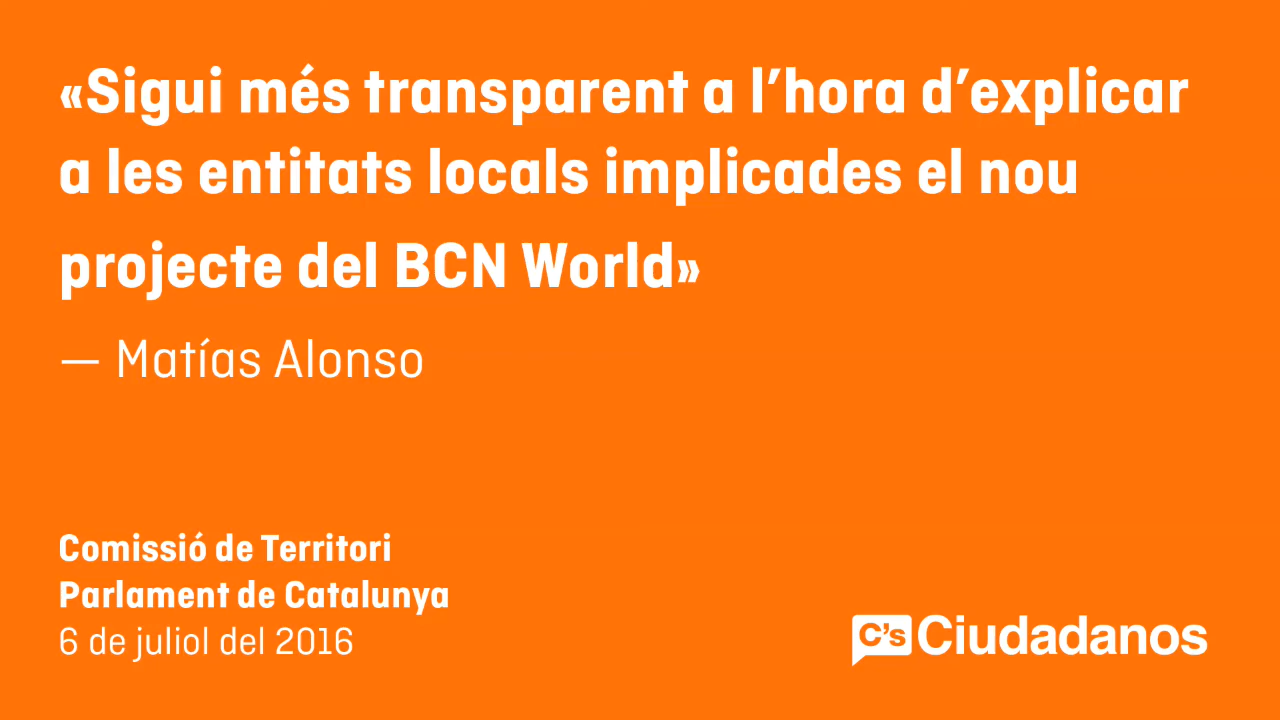 «Sigui més transparent a l’hora d’explicar
a les entitats locals implicades el nou
projecte del BCN World»
— Matías Alonso
Comissió de Territori
Parlament de Catalunya
6 de juliol del 2016
C’s Ciudadanos